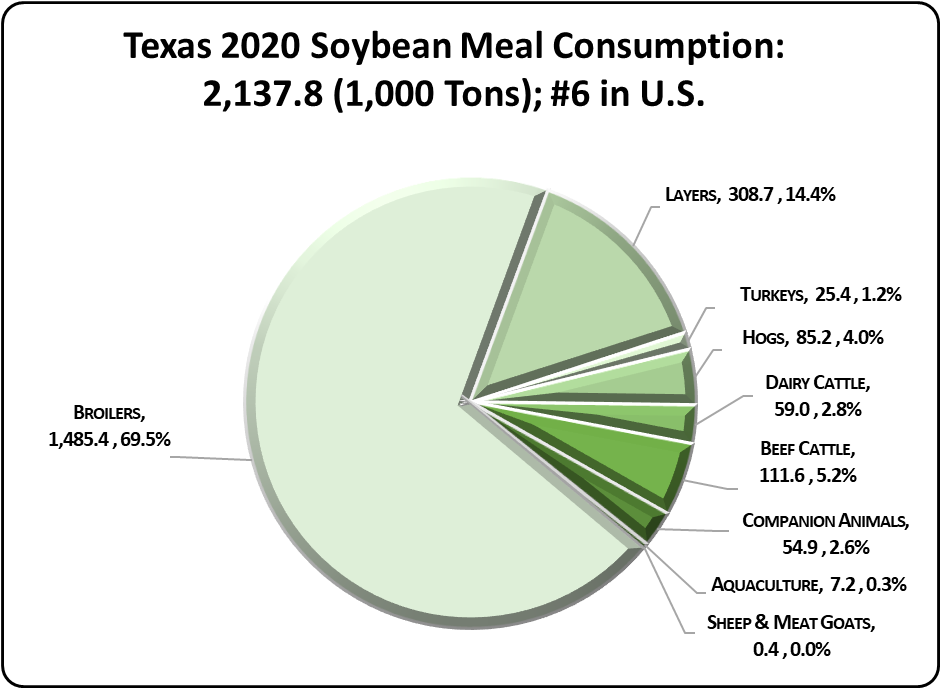 Texas 2020 Soybean Meal Consumption:
2,137.8 (1,000 Tons); #6 in U.S.
LAYERS, 308.7 , 14.4%
TURKEYS, 25.4 , 1.2%
HOGS, 85.2 , 4.0%
DAIRY CATTLE,
59.0 , 2.8%
BROILERS,
1,485.4 , 69.5%
BEEF CATTLE,
111.6 , 5.2%
COMPANION ANIMALS,
54.9 , 2.6%
AQUACULTURE, 7.2 , 0.3%
SHEEP & MEAT GOATS,
0.4 , 0.0%